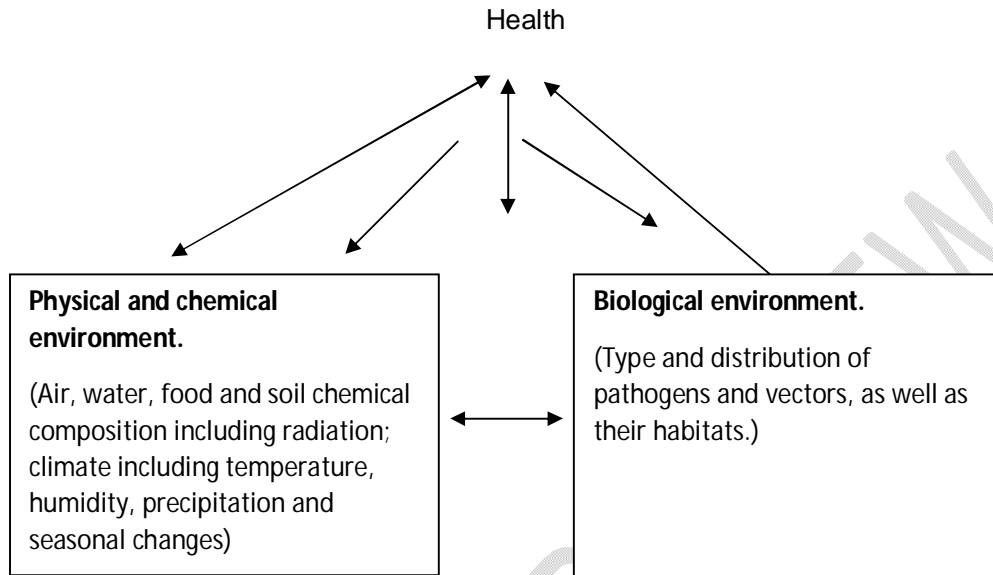 Health
Physical and chemical
environment.
(Air, water, food and soil chemical
composition including radiation;
climate including temperature,
humidity, precipitation and
seasonal changes)
Biological environment.
(Type and distribution of
pathogens and vectors, as well as
their habitats.)